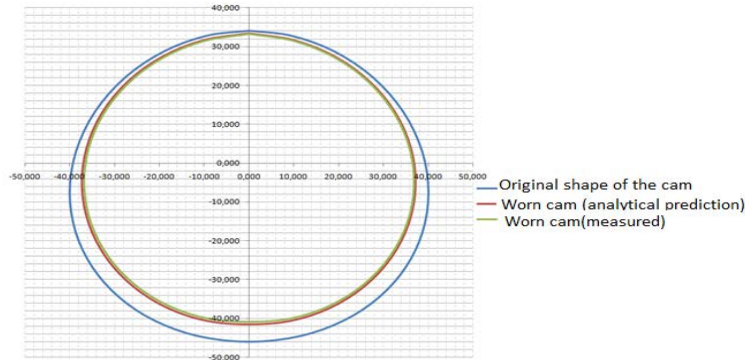 40,000
30,000
20,000
10,000
0,000
-50,000 -40,000 -30,000 -20,000 -10,000 0,000 10,000 20,000 30,000 40,000 50,000
-10,000
-20,000
-30,000
-40,000
-50,000
Original shape of the cam
Worn cam (analytical prediction)
Worn cam(measured)